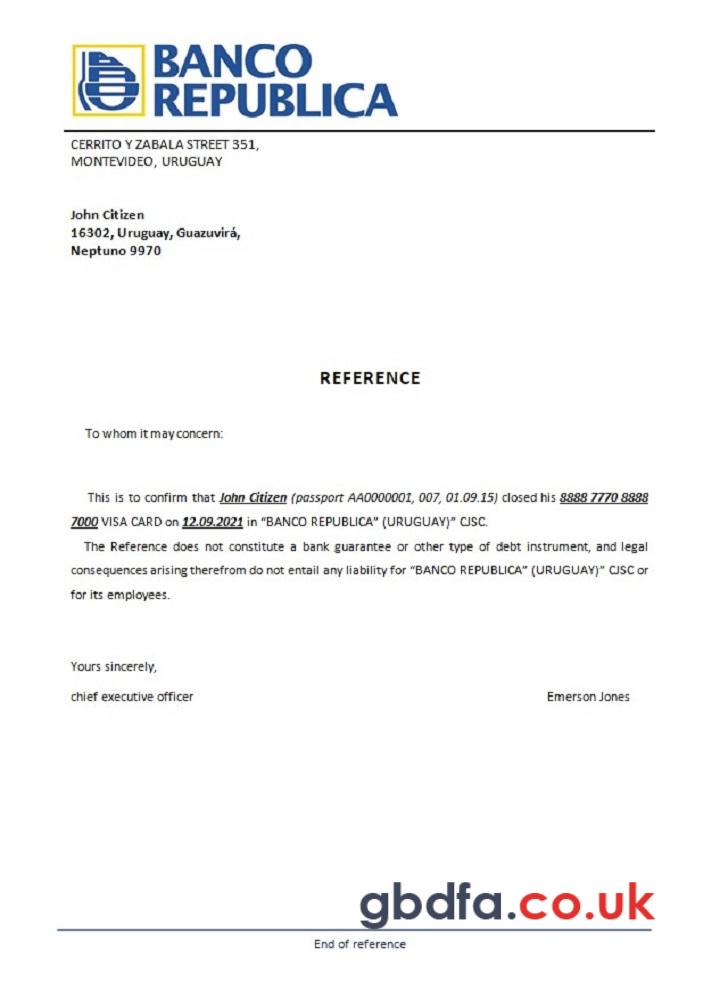 BANCO
REPUBLICA
CERRITO Y ZABALA STREET 351,
MONTEVIDEO, URUGUAY
John Citizen
16302, Uruguay, Guazuvirá,
Neptuno 9970
REFERENCE
To whom it may concern:
This is to confirm that John Citizen (passport AA0000001, 007, 01.09.15) closed his 8888 7770 8888
7000 VISA CARD on 12.09.2021 in “BANCO REPUBLICA” (URUGUAY)” CJSC.
The Reference does not constitute a bank guarantee or other type of debt instrument, and legal
consequences arising therefrom do not entail any liability for “BANCO REPUBLICA” (URUGUAY)” CJSC or
for its employees.
Yours sincerely,
chief executive officer Emerson Jones
gbdfa.co.uk
End of reference